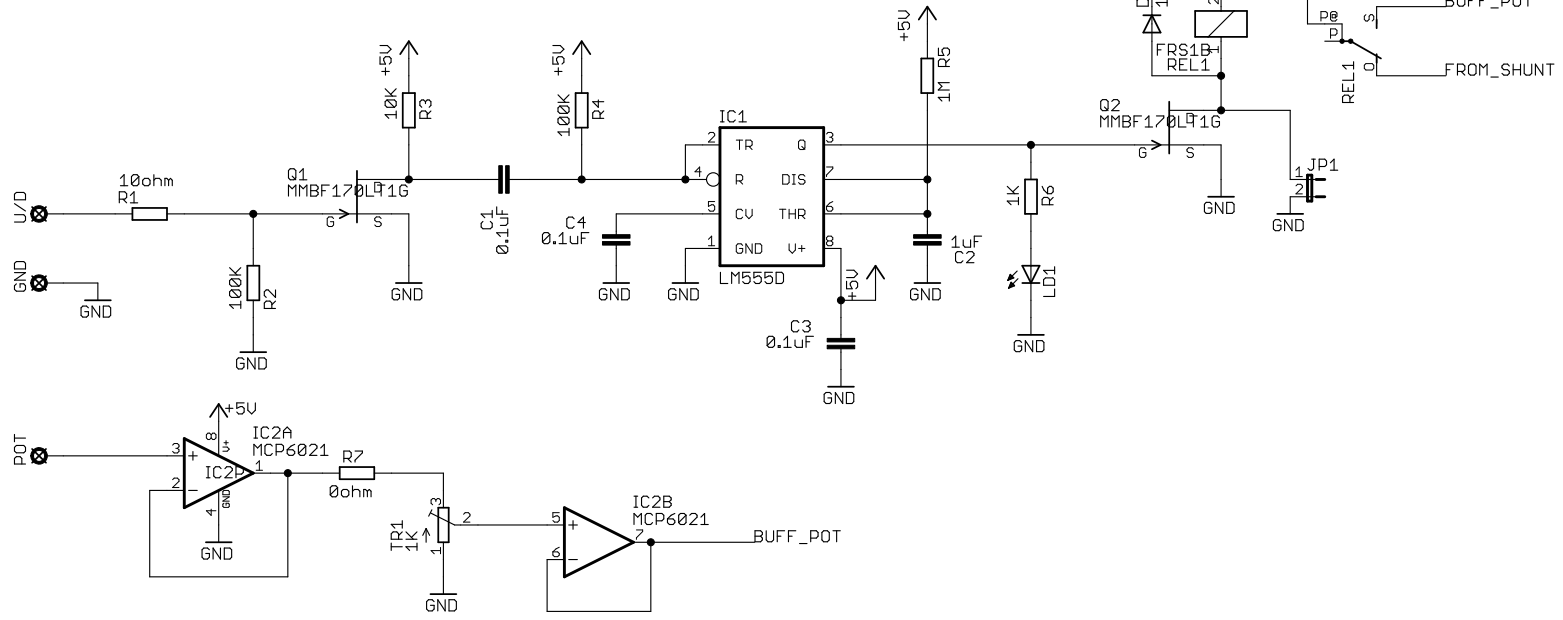 BUFF_POT
2
S
P@
P
FRS1B
1
REL1
O
REL1
FROM_SHUNT
+5V
1M R5
+5V
10K R3
+5V
100K R4
IC1
2 TR Q 3
4 R DIS 7
5 CV THR 6
1 GND V+ 8
LM555D
Q2
MMBF170LT1G
D
G
S
JP1
1
2
GND
GND
10ohm
R1
U/D
Q1
MMBF170LT1G
D
G
S
C1
0.1uF
C4
0.1uF
1K R6
1uF
C2
GND
100K R2
GND
GND
GND
GND
GND
GND
+5V
LD1
C3
0.1uF
GND
GND
GND
+5V
POT
IC2A
MCP6021
8
V+
3
+
IC2P
1
2
-
GND
4
GND
R7
0ohm
3
TR1
1K
2
1
GND
IC2B
MCP6021
5
+
7
6
-
BUFF_POT